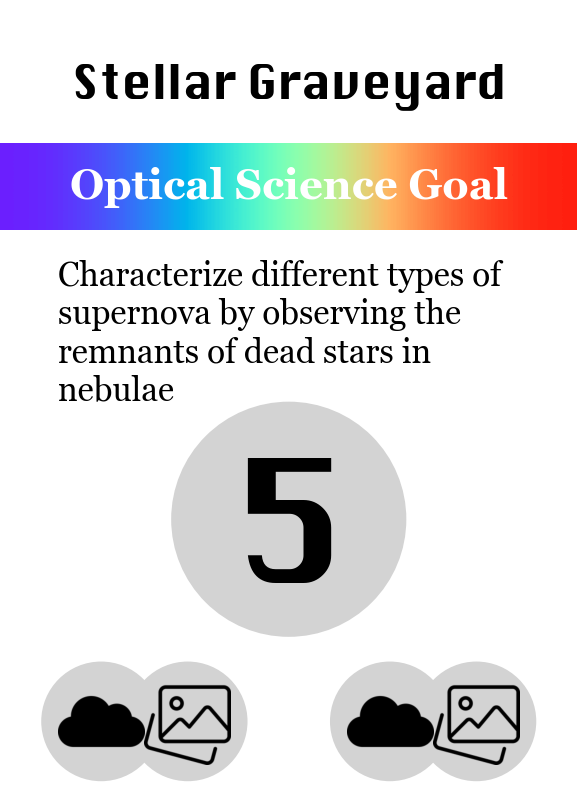 Stellar Graveyard
Optical Science Goal
Characterize different types of
supernova by observing the
remnants of dead stars in
nebulae
5